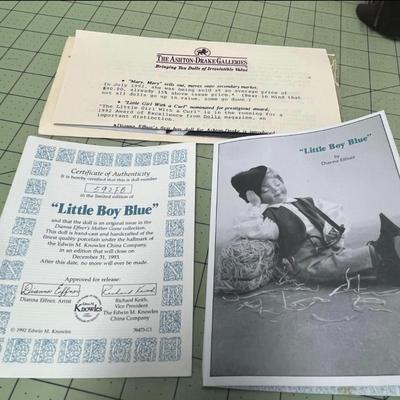 THE ASHTON-DRAKE GALLERIES
Bringing You Dolls of Irresistible Value
• "Mary, Mary" sells out, moves onto secondary market.
In July 1992, she was being sold at an average price of
$90.00, already 15% above issue price.* (Bear in mind that
not all dolls go up in value, some go down.)
• "Little Girl With a Curl" nominated for prestigious award;
"The Little Girl With a Curl" is in the running for an
1992 Award of Excellence from Dolls magazine, an
important distinction.
Certificate of Authenticity
It is hereby certified that this doll number
in the limited edition of
"Little Boy Blue"
and that the doll is an original issue in the
Dianna Effner's Mother Goose collection.
This doll is hand-cast and handcrafted of the
finest quality porcelain under the hallmark of
the Edwin M. Knowles China Company,
in an edition that will close on
December 31, 1993.
After this date, no more will ever be made.
Approved for release:
Dianna Effner, Artist
Knowles
Richard Keith,
Vice President
The Edwin M. Knowles
China Company
© 1992 Edwin M. Knowles
"Little Boy Blue"
by
Dianna Effner